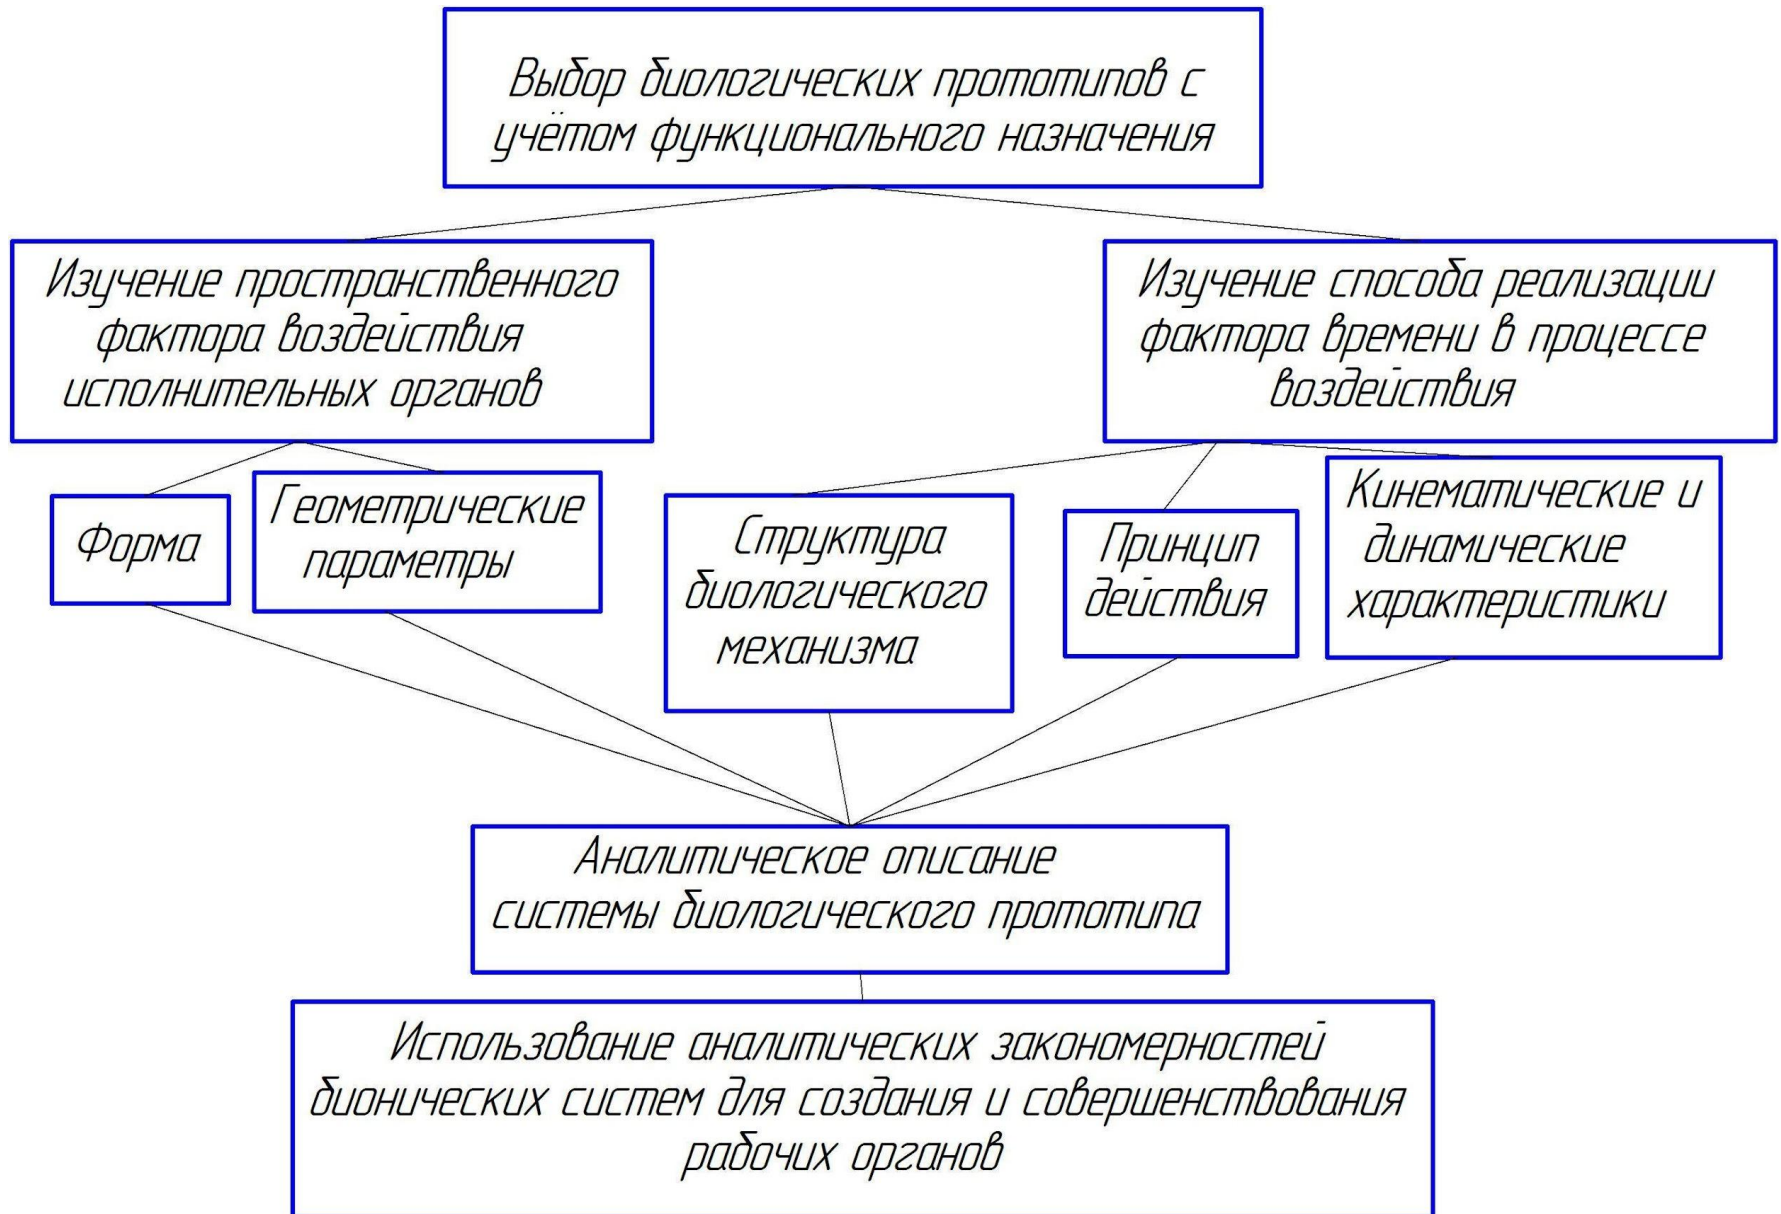 Выбор биологических прототипов с
учётом функционального назначения
Изучение пространственного
фактора воздействия
исполнительных органов
Изучение способа реализации
фактора времени в процессе
воздействия
Форма
Геометрические
параметры
Структура
биологического
механизма
Принцип
действия
Кинематические и
динамические
характеристики
Аналитическое описание
системы биологического прототипа
Использование аналитических закономерностей
бионических систем для создания и совершенствования
рабочих органов